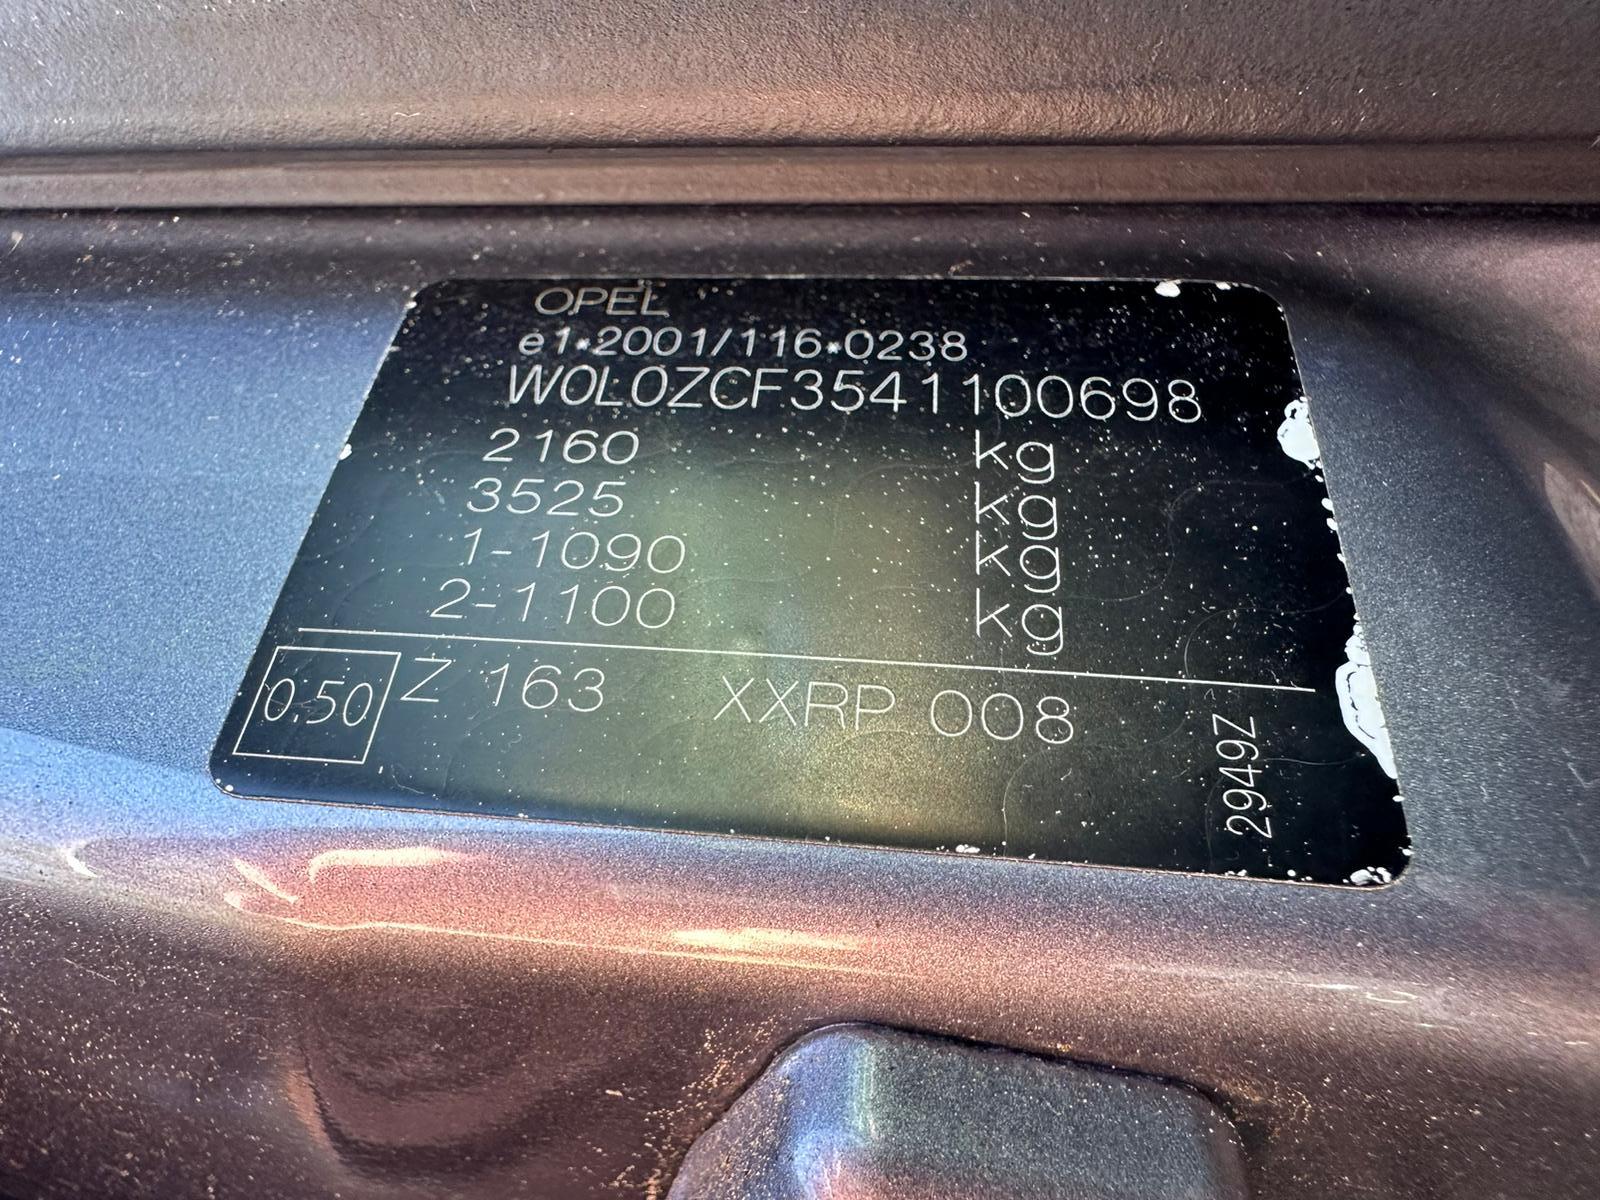 OPEL
e1*2001/116*0238
W0L0ZCF3541100698
2160 kg
3525 kg
1-1090 kg
2-1100 kg
0.50 Z 163 XXRP 008
2949Z